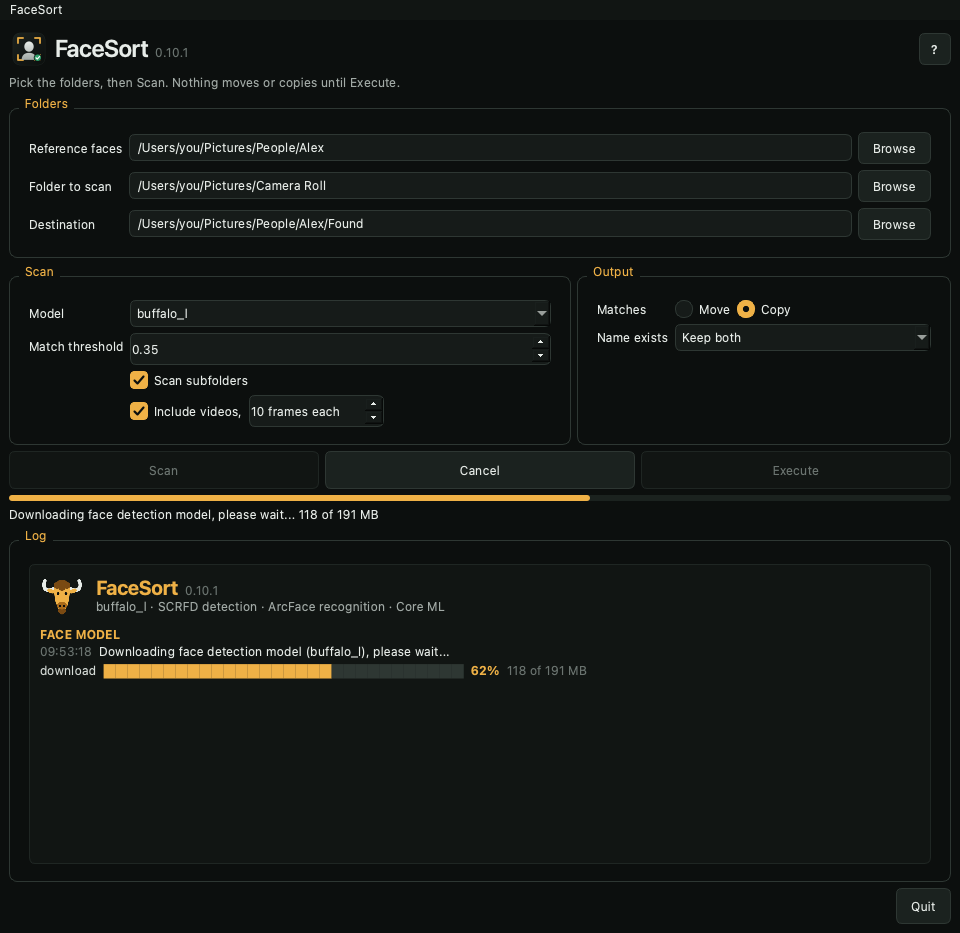 FaceSort
FaceSort 0.10.1
?
Pick the folders, then Scan. Nothing moves or copies until Execute.
Folders
Reference faces /Users/you/Pictures/People/Alex Browse
Folder to scan /Users/you/Pictures/Camera Roll Browse
Destination /Users/you/Pictures/People/Alex/Found Browse
Scan
Model buffalo_l
Match threshold 0.35
Scan subfolders
Include videos, 10 frames each
Output
Matches Move Copy
Name exists Keep both
Scan Cancel Execute
Downloading face detection model, please wait... 118 of 191 MB
Log
FaceSort 0.10.1
buffalo_l · SCRFD detection · ArcFace recognition · Core ML
FACE MODEL
09:53:18 Downloading face detection model (buffalo_l), please wait...
download 62% 118 of 191 MB
Quit